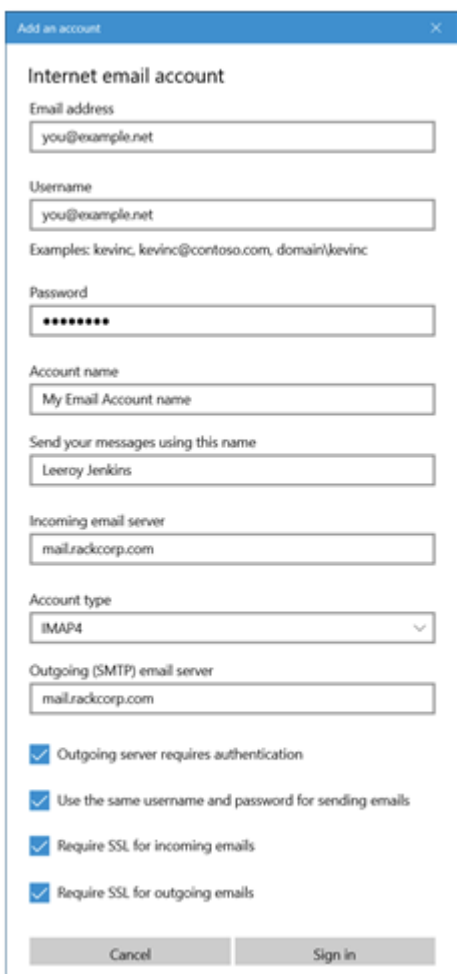 Add an account
Internet email account
Email address
you@example.net
Username
you@example.net
Examples: kevinc, kevinc@contoso.com, domain\kevinc
Password
●●●●●●●●
Account name
My Email Account name
Send your messages using this name
Leeroy Jenkins
Incoming email server
mail.rackcorp.com
Account type
IMAP4
Outgoing (SMTP) email server
mail.rackcorp.com
Outgoing server requires authentication
Use the same username and password for sending emails
Require SSL for incoming emails
Require SSL for outgoing emails
Cancel Sign in